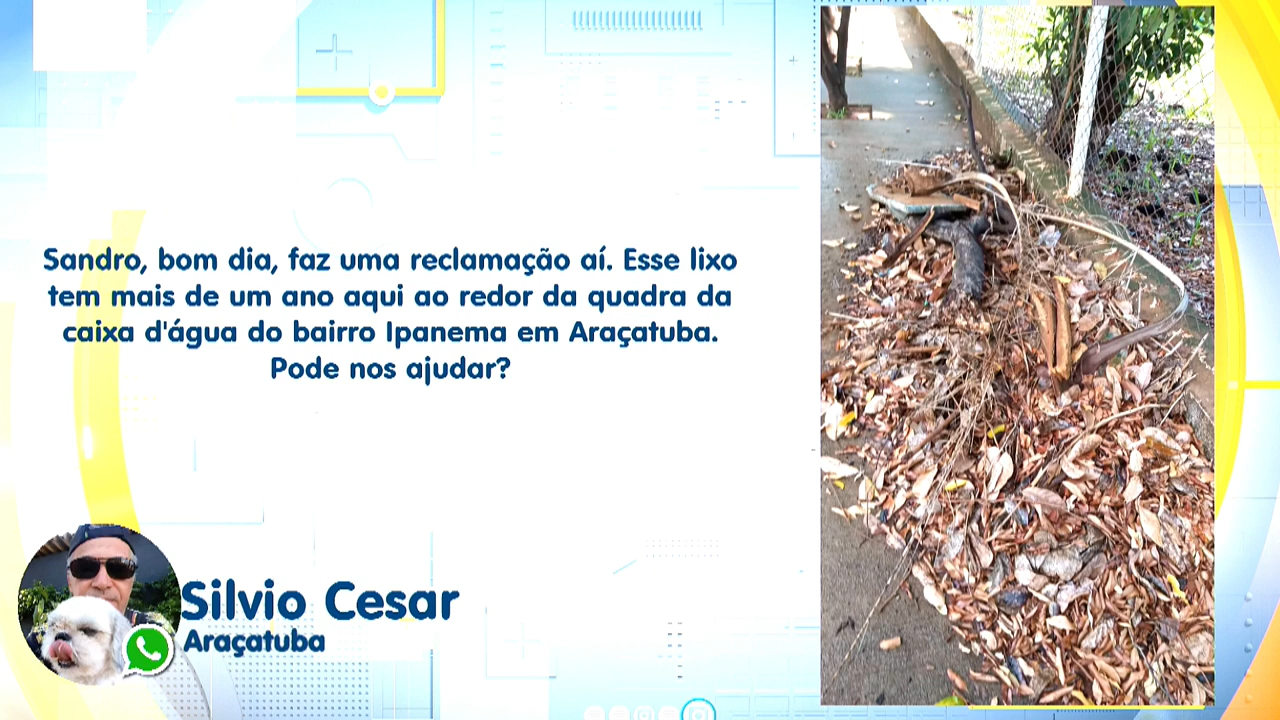 Sandro, bom dia, faz uma reclamação aí. Esse lixo
tem mais de um ano aqui ao redor da quadra da
caixa d'água do bairro Ipanema em Araçatuba.
Pode nos ajudar?
Silvio Cesar
Araçatuba